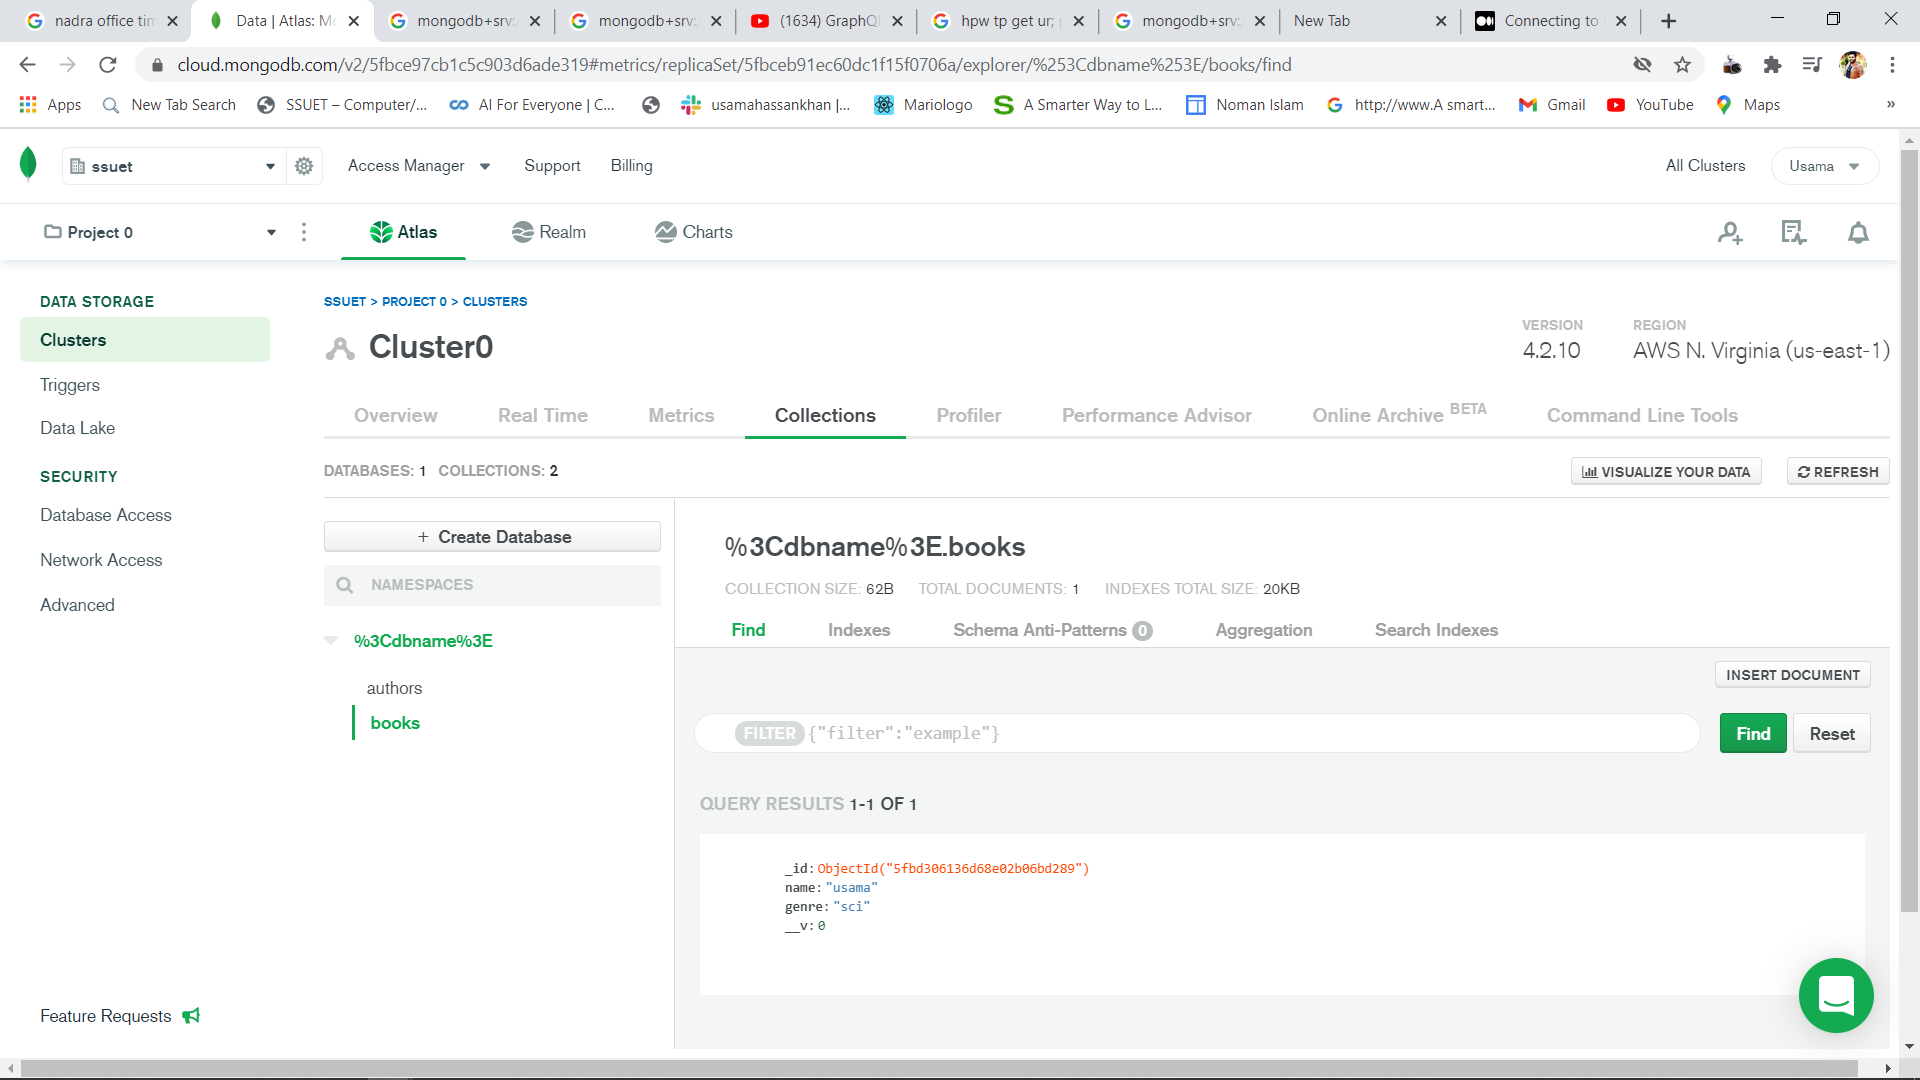 nadra office tim
Data | Atlas: Mo
mongodb+srv:/
mongodb+srv:/
(1634) GraphQL
hpw tp get ur; p
mongodb+srv:/
New Tab
Connecting to
cloud.mongodb.com/v2/5fbce97cb1c5c903d6ade319#metrics/replicaSet/5fbceb91ec60dc1f15f0706a/explorer/%253Cdbname%253E/books/find
Apps
New Tab Search
SSUET – Computer/...
AI For Everyone | C...
usamahassankhan |...
Mariologo
A Smarter Way to L...
Noman Islam
http://www.A smart...
Gmail
YouTube
Maps
»
ssuet
Access Manager
Support
Billing
All Clusters
Usama
Project 0
Atlas
Realm
Charts
DATA STORAGE
Clusters
Triggers
Data Lake
SECURITY
Database Access
Network Access
Advanced
Feature Requests
SSUET > PROJECT 0 > CLUSTERS
Cluster0
VERSION
4.2.10
REGION
AWS N. Virginia (us-east-1)
Overview
Real Time
Metrics
Collections
Profiler
Performance Advisor
Online Archive BETA
Command Line Tools
DATABASES: 1 COLLECTIONS: 2
VISUALIZE YOUR DATA
REFRESH
+ Create Database
NAMESPACES
%3Cdbname%3E
authors
books
%3Cdbname%3E.books
COLLECTION SIZE: 62B TOTAL DOCUMENTS: 1 INDEXES TOTAL SIZE: 20KB
Find
Indexes
Schema Anti-Patterns 0
Aggregation
Search Indexes
INSERT DOCUMENT
FILTER {"filter":"example"}
Find
Reset
QUERY RESULTS 1-1 OF 1
_id: ObjectId("5fbd306136d68e02b06bd289")
name: "usama"
genre: "sci"
__v: 0